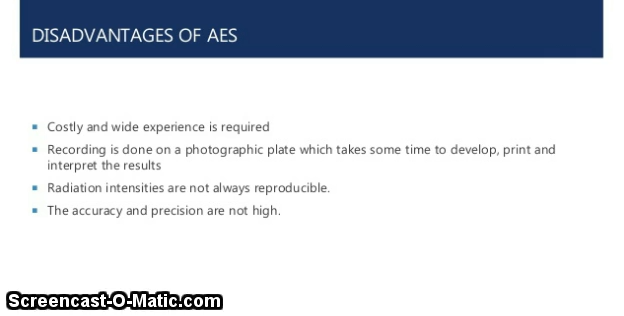 DISADVANTAGES OF AES
Costly and wide experience is required
Recording is done on a photographic plate which takes some time to develop, print and
interpret the results
Radiation intensities are not always reproducible.
The accuracy and precision are not high.
Screencast-O-Matic.com